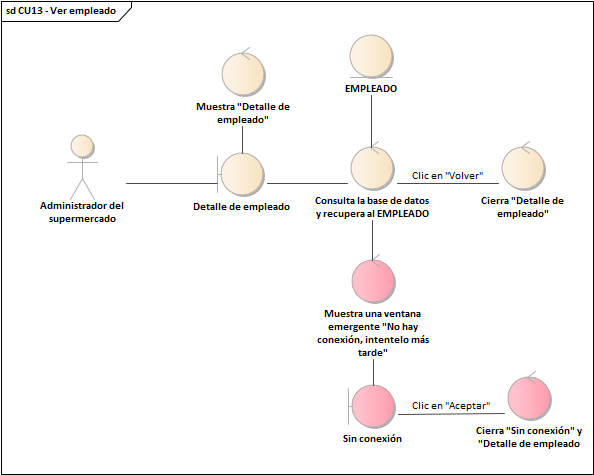 sd CU13 - Ver empleado
Muestra "Detalle de
empleado"
EMPLEADO
Administrador del
supermercado
Detalle de empleado
Consulta la base de datos
y recupera al EMPLEADO
Clic en "Volver"
Cierra "Detalle de
empleado"
Muestra una ventana
emergente "No hay
conexión, intentelo más
tarde"
Sin conexión
Clic en "Aceptar"
Cierra "Sin conexión" y
"Detalle de empleado